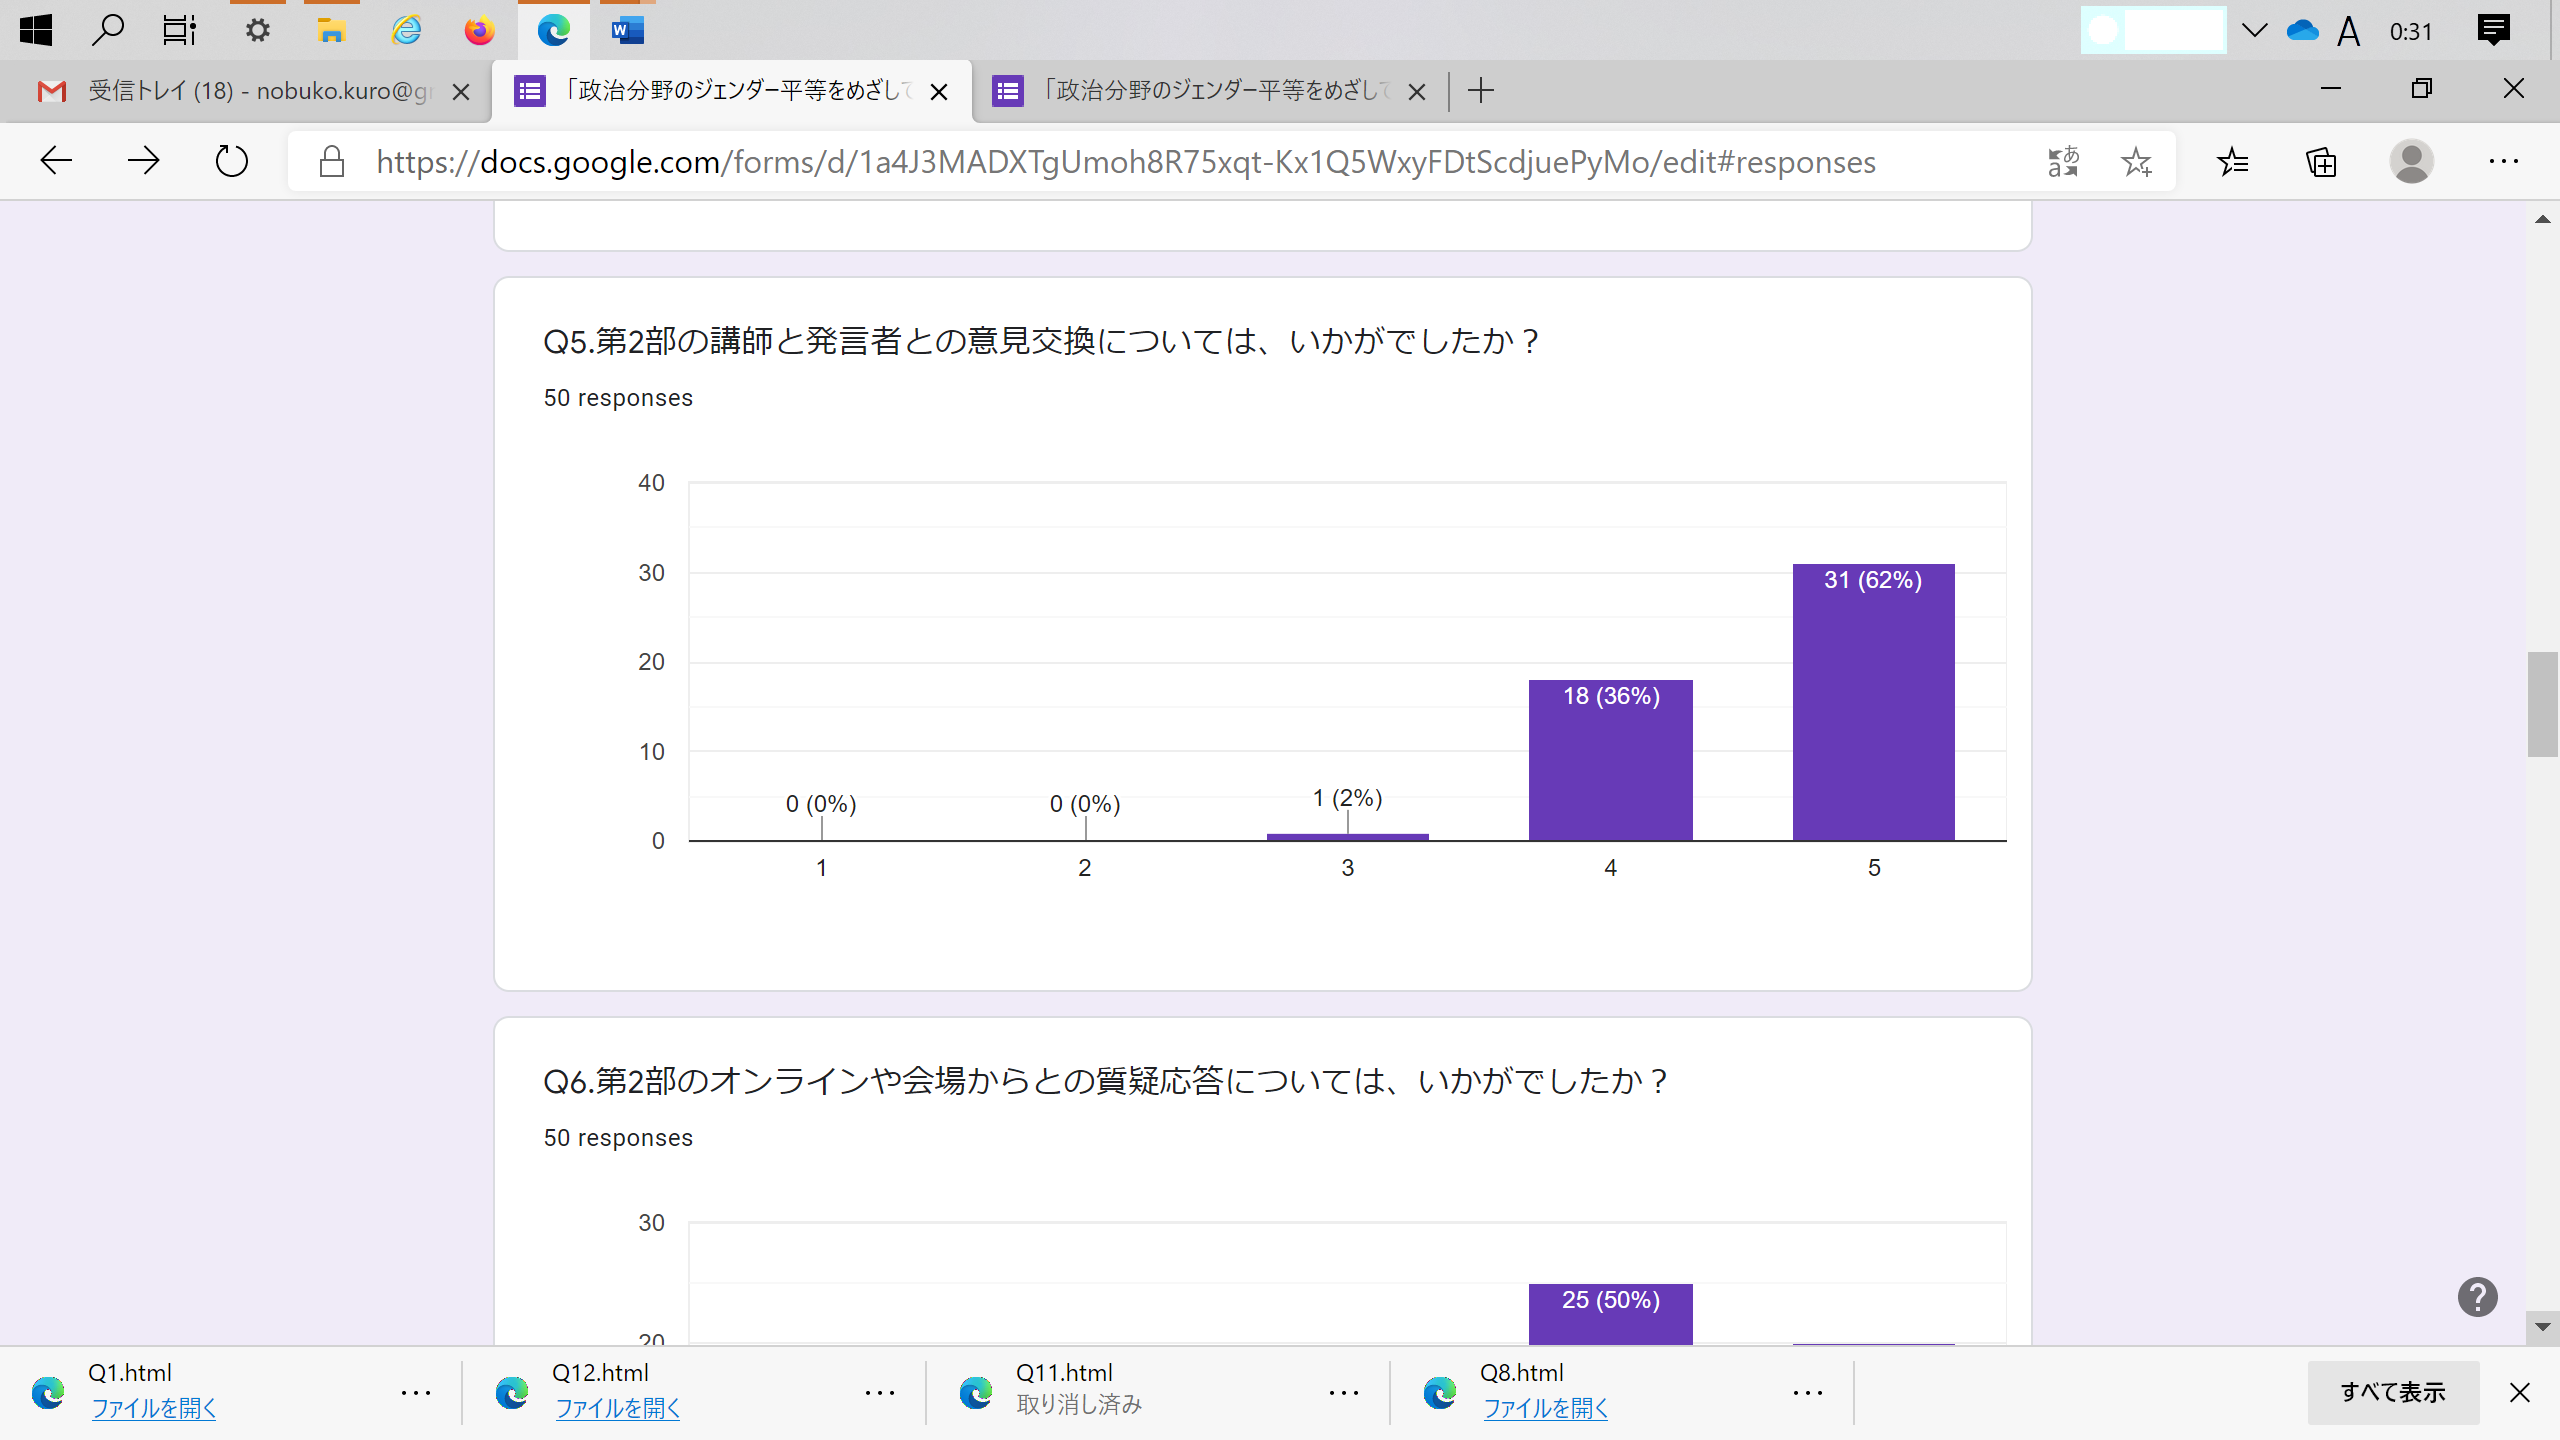 A 0:31
受信トレイ (18) - nobuko.kuro@g
「政治分野のジェンダー平等をめざして
「政治分野のジェンダー平等をめざして
https://docs.google.com/forms/d/1a4J3MADXTgUmoh8R75xqt-Kx1Q5WxyFDtScdjuePyMo/edit#responses
Q5.第2部の講師と発言者との意見交換については、いかがでしたか？
50 responses
40
30
20
10
0
0 (0%)
0 (0%)
1 (2%)
18 (36%)
31 (62%)
1 2 3 4 5
Q6.第2部のオンラインや会場からとの質疑応答については、いかがでしたか？
50 responses
30
20
25 (50%)
Q1.html
ファイルを開く
Q12.html
ファイルを開く
Q11.html
取り消し済み
Q8.html
ファイルを開く
すべて表示